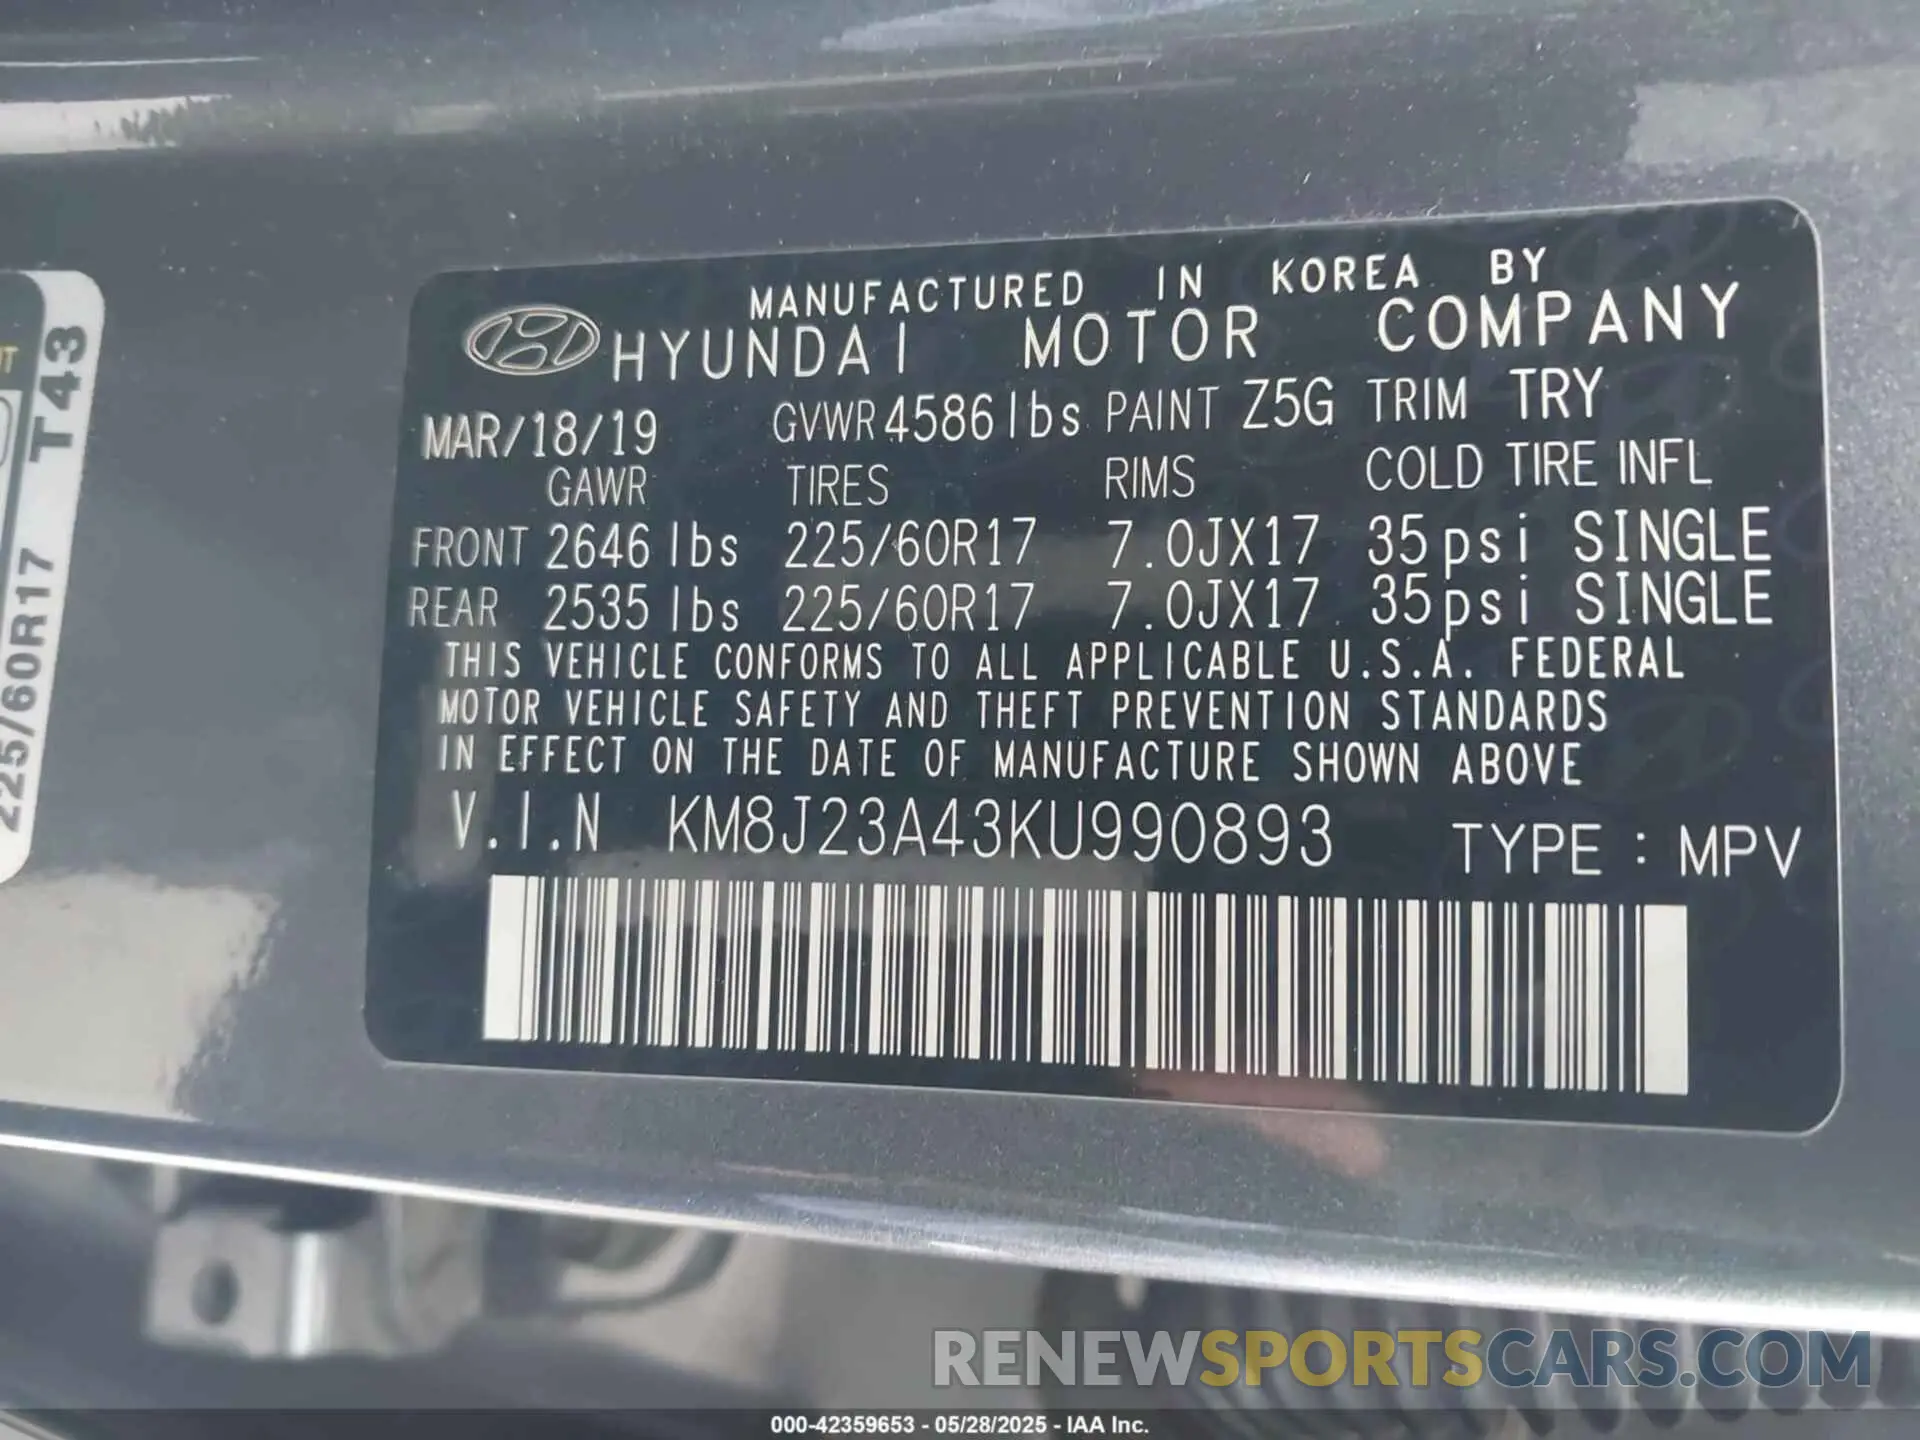 MANUFACTURED IN KOREA BY
HYUNDAI MOTOR COMPANY
MAR/18/19 GVWR 4586 lbs PAINT Z5G TRIM TRY
GAWR TIRES RIMS COLD TIRE INFL
FRONT 2646 lbs 225/60R17 7.0JX17 35psi SINGLE
REAR 2535 lbs 225/60R17 7.0JX17 35psi SINGLE
THIS VEHICLE CONFORMS TO ALL APPLICABLE U.S.A. FEDERAL
MOTOR VEHICLE SAFETY AND THEFT PREVENTION STANDARDS
IN EFFECT ON THE DATE OF MANUFACTURE SHOWN ABOVE
V.I.N KM8J23A43KU990893 TYPE : MPV
225/60R17 T43
RENEWSPORTSCARS.COM
000-42359653 - 05/28/2025 - IAA Inc.